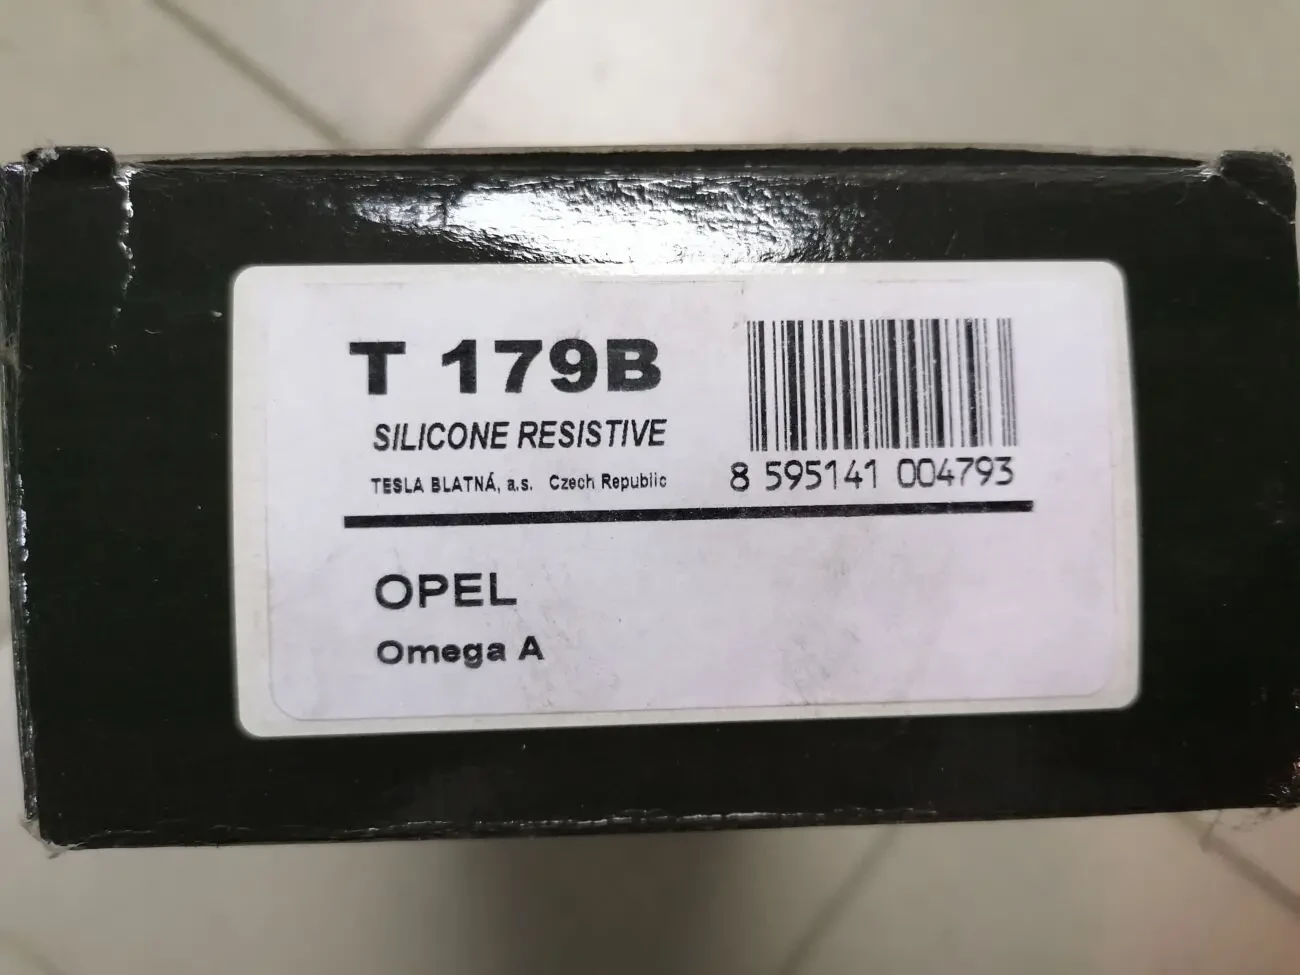 T 179B
SILICONE RESISTIVE
TESLA BLATNÁ, a.s. Czech Republic
8 595141 004793
OPEL
Omega A